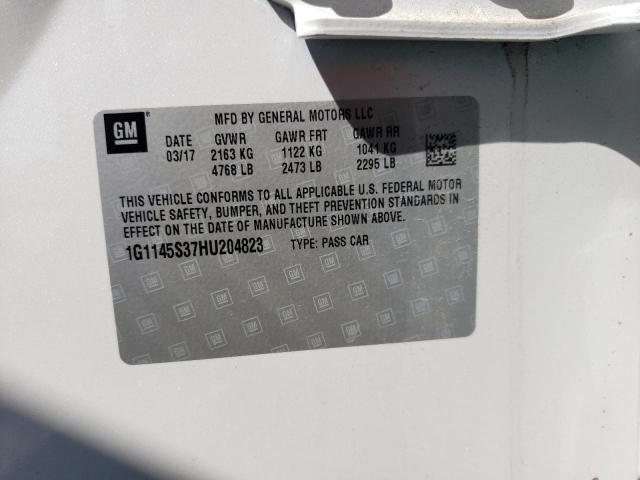 GM®
MFD BY GENERAL MOTORS LLC
DATE GVWR GAWR FRT GAWR RR
03/17 2163 KG 1122 KG 1041 KG
4768 LB 2473 LB 2295 LB
THIS VEHICLE CONFORMS TO ALL APPLICABLE U.S. FEDERAL MOTOR
VEHICLE SAFETY, BUMPER, AND THEFT PREVENTION STANDARDS IN
EFFECT ON THE DATE OF MANUFACTURE SHOWN ABOVE.
1G1145S37HU204823 TYPE: PASS CAR